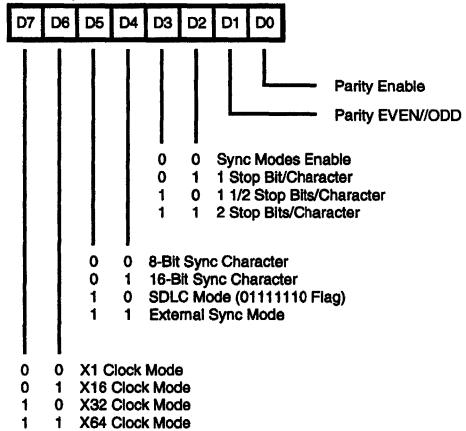 D7 D6 D5 D4 D3 D2 D1 D0
Parity Enable
Parity EVEN//ODD
0 0 Sync Modes Enable
0 1 1 Stop Bit/Character
1 0 1 1/2 Stop Bits/Character
1 1 2 Stop Bits/Character
0 0 8-Bit Sync Character
0 1 16-Bit Sync Character
1 0 SDLC Mode (01111110 Flag)
1 1 External Sync Mode
0 0 X1 Clock Mode
0 1 X16 Clock Mode
1 0 X32 Clock Mode
1 1 X64 Clock Mode